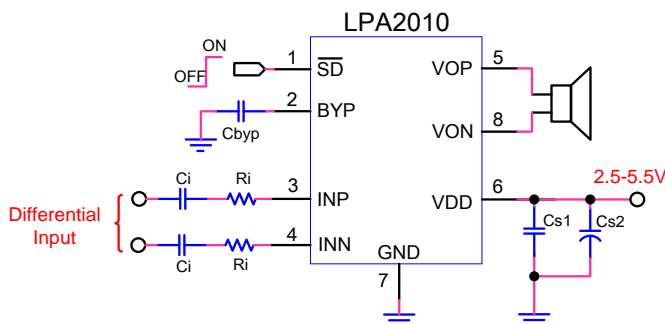 LPA2010
ON
OFF
1
SD
2
BYP
Cbyp
Differential
Input
Ci
Ri
3
INP
Ci
Ri
4
INN
GND
7
VOP
5
VON
8
VDD
6
2.5-5.5V
Cs1
Cs2